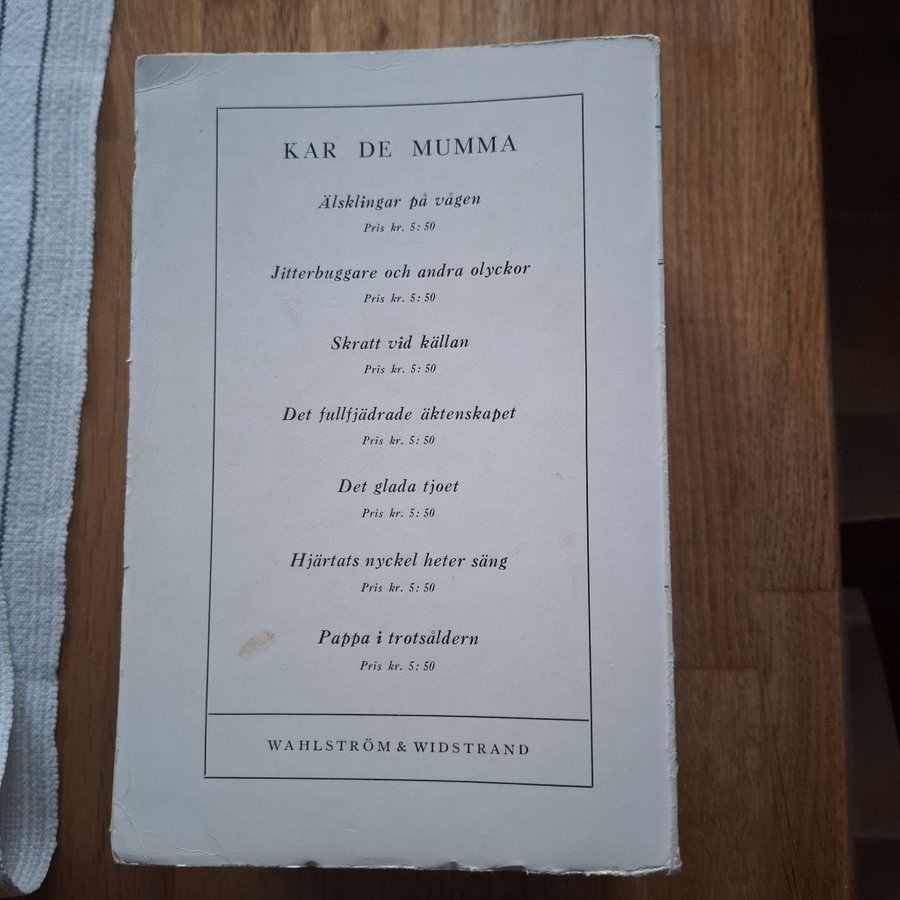 KAR DE MUMMA
Älsklingar på vågen
Pris kr. 5:50
Jitterbuggare och andra olyckor
Pris kr. 5:50
Skratt vid källan
Pris kr. 5:50
Det fullfjädrade äktenskapet
Pris kr. 5:50
Det glada tjoet
Pris kr. 5:50
Hjärtats nyckel heter säng
Pris kr. 5:50
Pappa i trotsåldern
Pris kr. 5:50
WAHLSTRÖM & WIDSTRAND